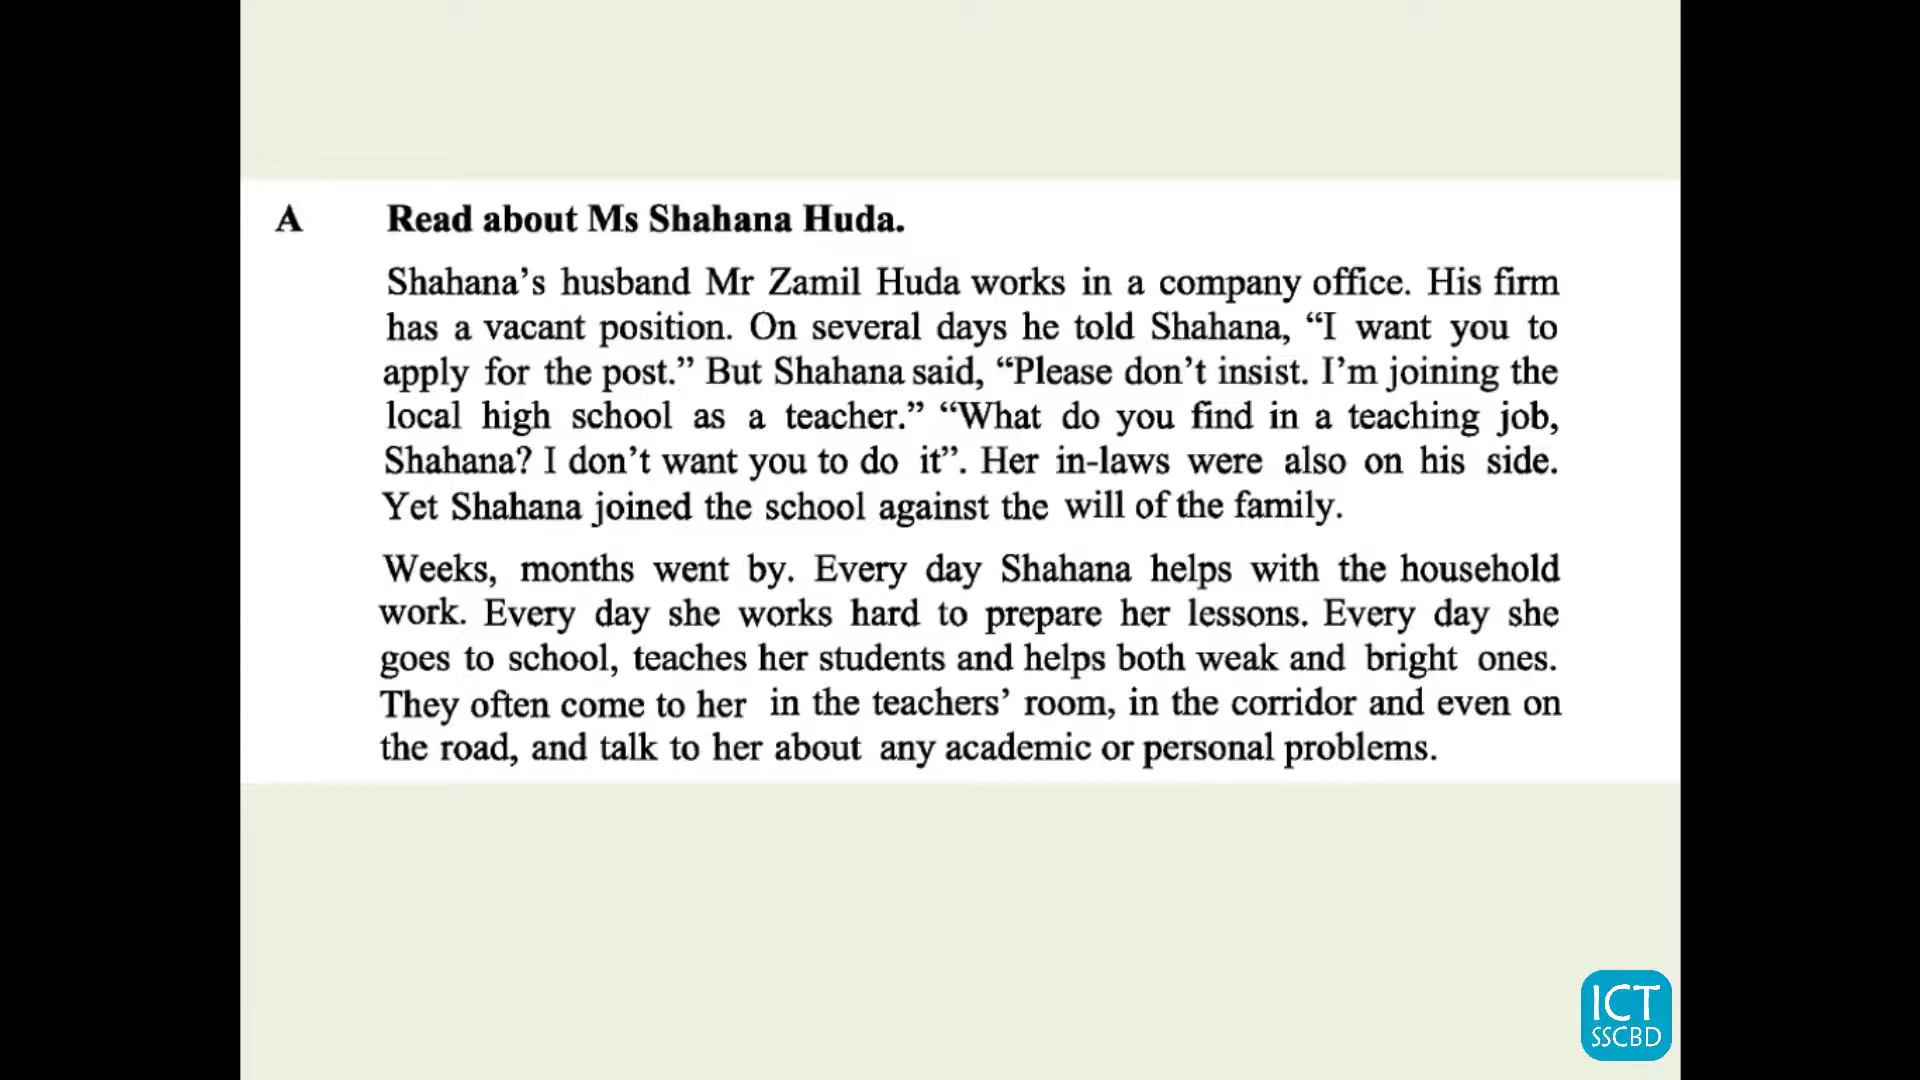 A Read about Ms Shahana Huda.
Shahana’s husband Mr Zamil Huda works in a company office. His firm
has a vacant position. On several days he told Shahana, “I want you to
apply for the post.” But Shahana said, “Please don’t insist. I’m joining the
local high school as a teacher.” “What do you find in a teaching job,
Shahana? I don’t want you to do it”. Her in-laws were also on his side.
Yet Shahana joined the school against the will of the family.
Weeks, months went by. Every day Shahana helps with the household
work. Every day she works hard to prepare her lessons. Every day she
goes to school, teaches her students and helps both weak and bright ones.
They often come to her in the teachers’ room, in the corridor and even on
the road, and talk to her about any academic or personal problems.
ICT
SSCBD